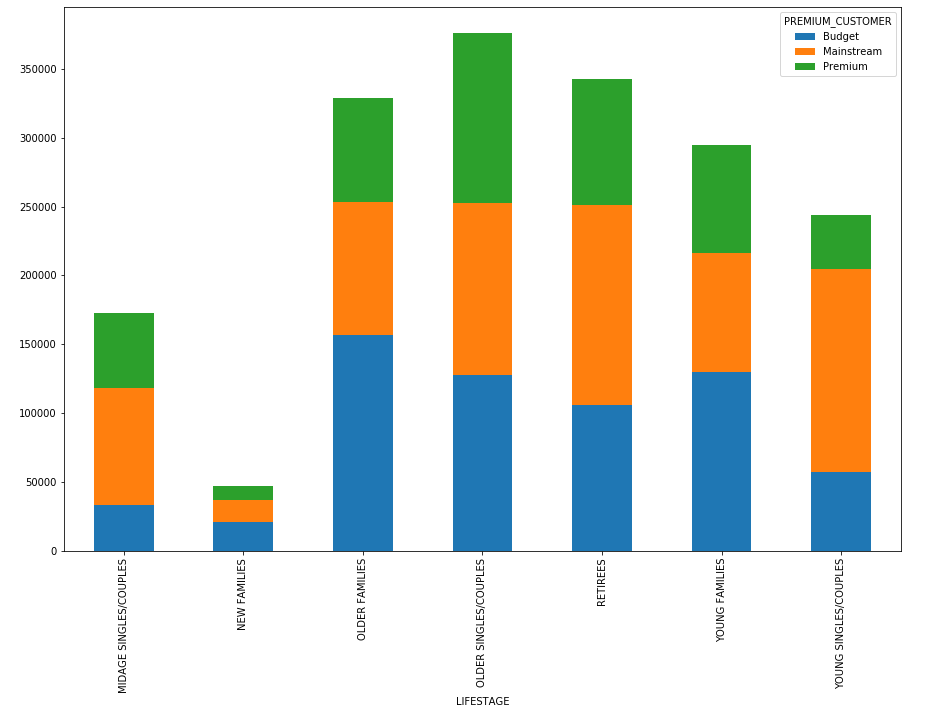 PREMIUM_CUSTOMER
Budget
Mainstream
Premium
350000
300000
250000
200000
150000
100000
50000
0
MIDAGE SINGLES/COUPLES
NEW FAMILIES
OLDER FAMILIES
OLDER SINGLES/COUPLES
RETIREES
YOUNG FAMILIES
YOUNG SINGLES/COUPLES
LIFESTAGE